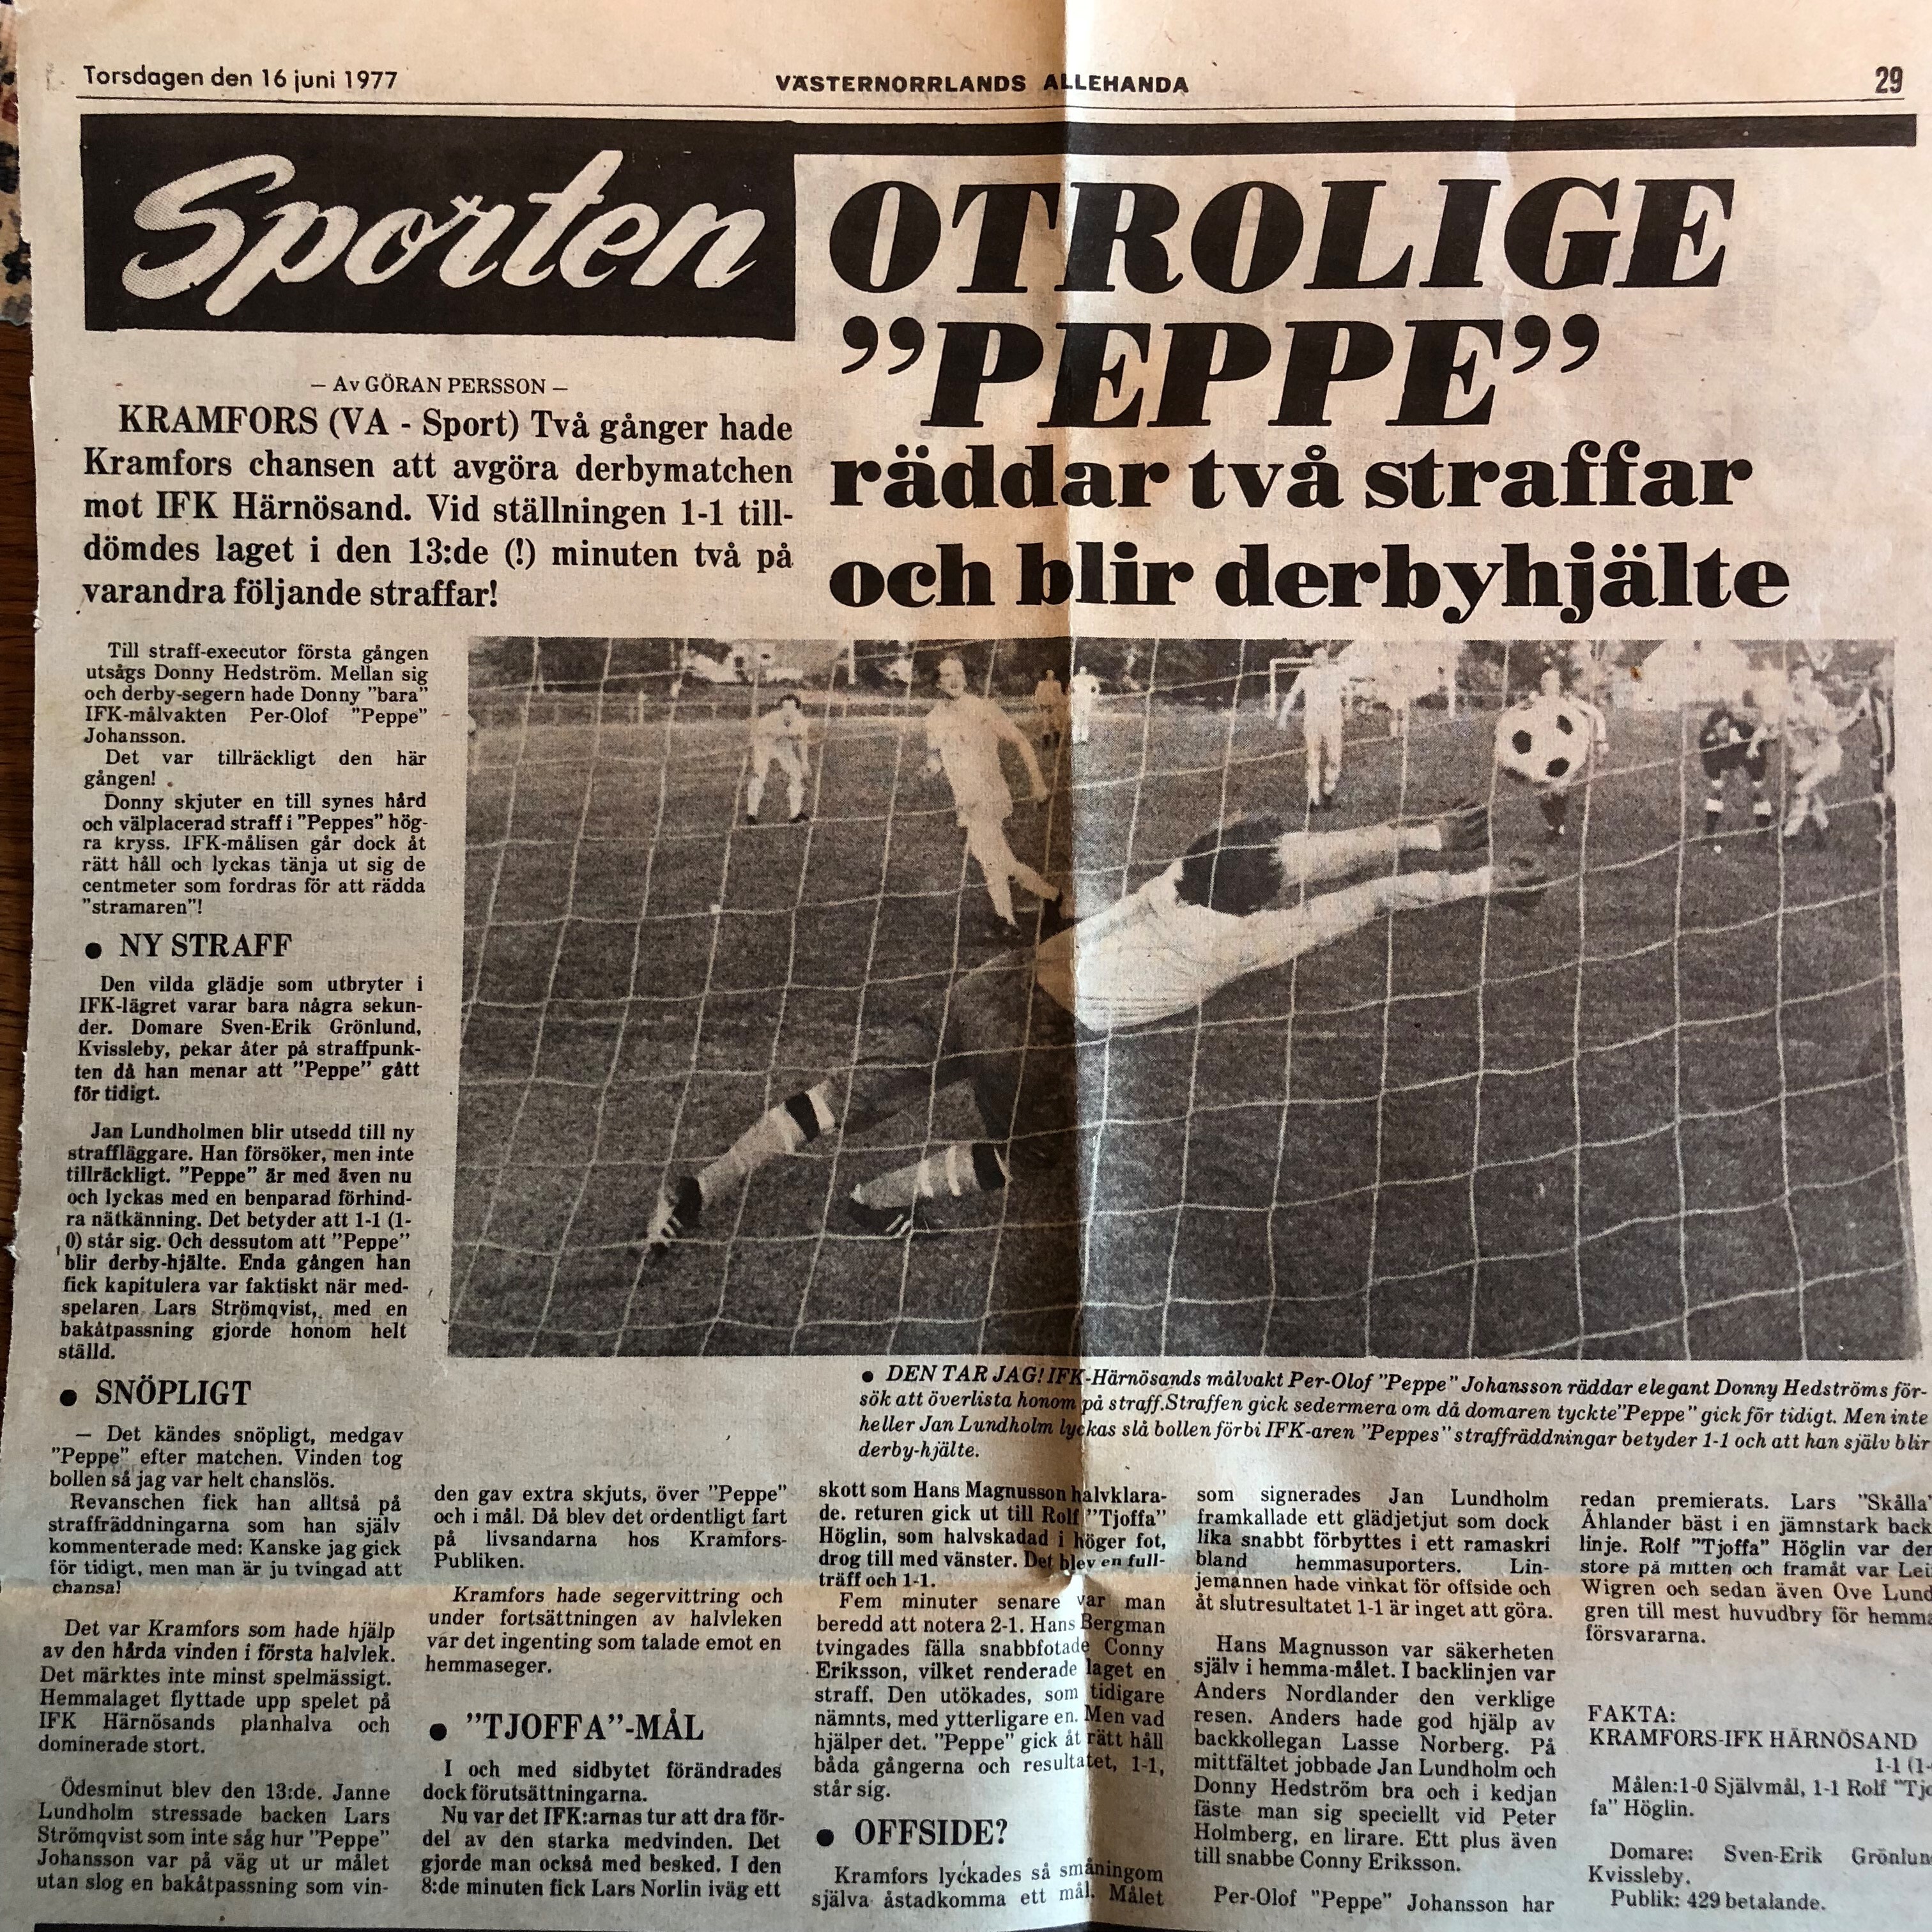 Torsdagen den 16 juni 1977
VÄSTERNORRLANDS ALLEHANDA
29
Sporten
OTROLIGE
”PEPPE”
räddar två straffar
och blir derbyhjälte
— Av GÖRAN PERSSON —
KRAMFORS (VA - Sport) Två gånger hade
Kramfors chansen att avgöra derbymatchen
mot IFK Härnösand. Vid ställningen 1-1 till-
dömdes laget i den 13:de (!) minuten två på
varandra följande straffar!
Till straff-executor första gången
utsågs Donny Hedström. Mellan sig
och derby-segern hade Donny ”bara”
IFK-målvakten Per-Olof ”Peppe”
Johansson.
Det var tillräckligt den här
gången!
Donny skjuter en till synes hård
och välplacerad straff i ”Peppes” hög-
ra kryss. IFK-målisen går dock åt
rätt håll och lyckas tänja ut sig de
centmeter som fordras för att rädda
”stramaren”!
● NY STRAFF
Den vilda glädje som utbryter i
IFK-lägret varar bara några sekun-
der. Domare Sven-Erik Grönlund,
Kvissleby, pekar åter på straffpunk-
ten då han menar att ”Peppe” gått
för tidigt.
Jan Lundholmen blir utsedd till ny
straffläggare. Han försöker, men inte
tillräckligt. ”Peppe” är med även nu
och lyckas med en benparad förhind-
ra nätkänning. Det betyder att 1-1 (1-
0) står sig. Och dessutom att ”Peppe”
blir derby-hjälte. Enda gången han
fick kapitulera var faktiskt när med-
spelaren Lars Strömqvist, med en
bakåtpassning gjorde honom helt
ställd.
● SNÖPLIGT
— Det kändes snöpligt, medgav
”Peppe” efter matchen. Vinden tog
bollen så jag var helt chanslös.
Revanschen fick han alltså på
straffräddningarna som han själv
kommenterade med: Kanske jag gick
för tidigt, men man är ju tvingad att
chansa!
Det var Kramfors som hade hjälp
av den hårda vinden i första halvlek.
Det märktes inte minst spelmässigt.
Hemmalaget flyttade upp spelet på
IFK Härnösands planhalva och
dominerade stort.
Ödesminut blev den 13:de. Janne
Lundholm stressade backen Lars
Strömqvist som inte såg hur ”Peppe”
Johansson var på väg ut ur målet
utan slog en bakåtpassning som vin-
● DEN TAR JAG! IFK-Härnösands målvakt Per-Olof ”Peppe” Johansson räddar elegant Donny Hedströms för-
sök att överlista honom på straff.Straffen gick sedermera om då domaren tyckte”Peppe” gick för tidigt. Men inte
heller Jan Lundholm lyckas slå bollen förbi IFK-aren ”Peppes” straffräddningar betyder 1-1 och att han själv blir
derby-hjälte.
den gav extra skjuts, över ”Peppe”
och i mål. Då blev det ordentligt fart
på livsandarna hos Kramfors-
Publiken.
Kramfors hade segervittring och
under fortsättningen av halvleken
var det ingenting som talade emot en
hemmaseger.
● ”TJOFFA”-MÅL
I och med sidbytet förändrades
dock förutsättningarna.
Nu var det IFK:arnas tur att dra för-
del av den starka medvinden. Det
gjorde man också med besked. I den
8:de minuten fick Lars Norlin iväg ett
skott som Hans Magnusson halvklara-
de. returen gick ut till Rolf ”Tjoffa”
Höglin, som halvskadad i höger fot,
drog till med vänster. Det blev en full-
träff och 1-1.
Fem minuter senare var man
beredd att notera 2-1. Hans Bergman
tvingades fälla snabbfotade Conny
Eriksson, vilket renderade laget en
straff. Den utökades, som tidigare
nämnts, med ytterligare en. Men vad
hjälper det. ”Peppe” gick åt rätt håll
båda gångerna och resultatet, 1-1,
står sig.
● OFFSIDE?
Kramfors lyckades så småningom
själva åstadkomma ett mål. Målet
som signerades Jan Lundholm
framkallade ett glädjetjut som dock
lika snabbt förbyttes i ett ramaskri
bland hemmasuporters. Lin-
jemännen hade vinkat för offside och
åt slutresultatet 1-1 är inget att göra.
Hans Magnusson var säkerheten
själv i hemma-målet. I backlinjen var
Anders Nordlander den verklige
resen. Anders hade god hjälp av
backkollegan Lasse Norberg. På
mittfältet jobbade Jan Lundholm och
Donny Hedström bra och i kedjan
fäste man sig speciellt vid Peter
Holmberg, en lirare. Ett plus även
till snabbe Conny Eriksson.
Per-Olof ”Peppe” Johansson har
redan premierats. Lars ”Skålla”
Åhlander bäst i en jämnstark back
linje. Rolf ”Tjoffa” Höglin var den
store på mitten och framåt var
Wigren och sedan även Ove Lund
gren till mest huvudbry för hemma
försvararna.
FAKTA:
KRAMFORS-IFK HÄRNÖSAND
1-1 (1-
Målen:1-0 Självmål, 1-1 Rolf ”Tjo
fa” Höglin.
Domare: Sven-Erik Grönlun
Kvissleby.
Publik: 429 betalande.